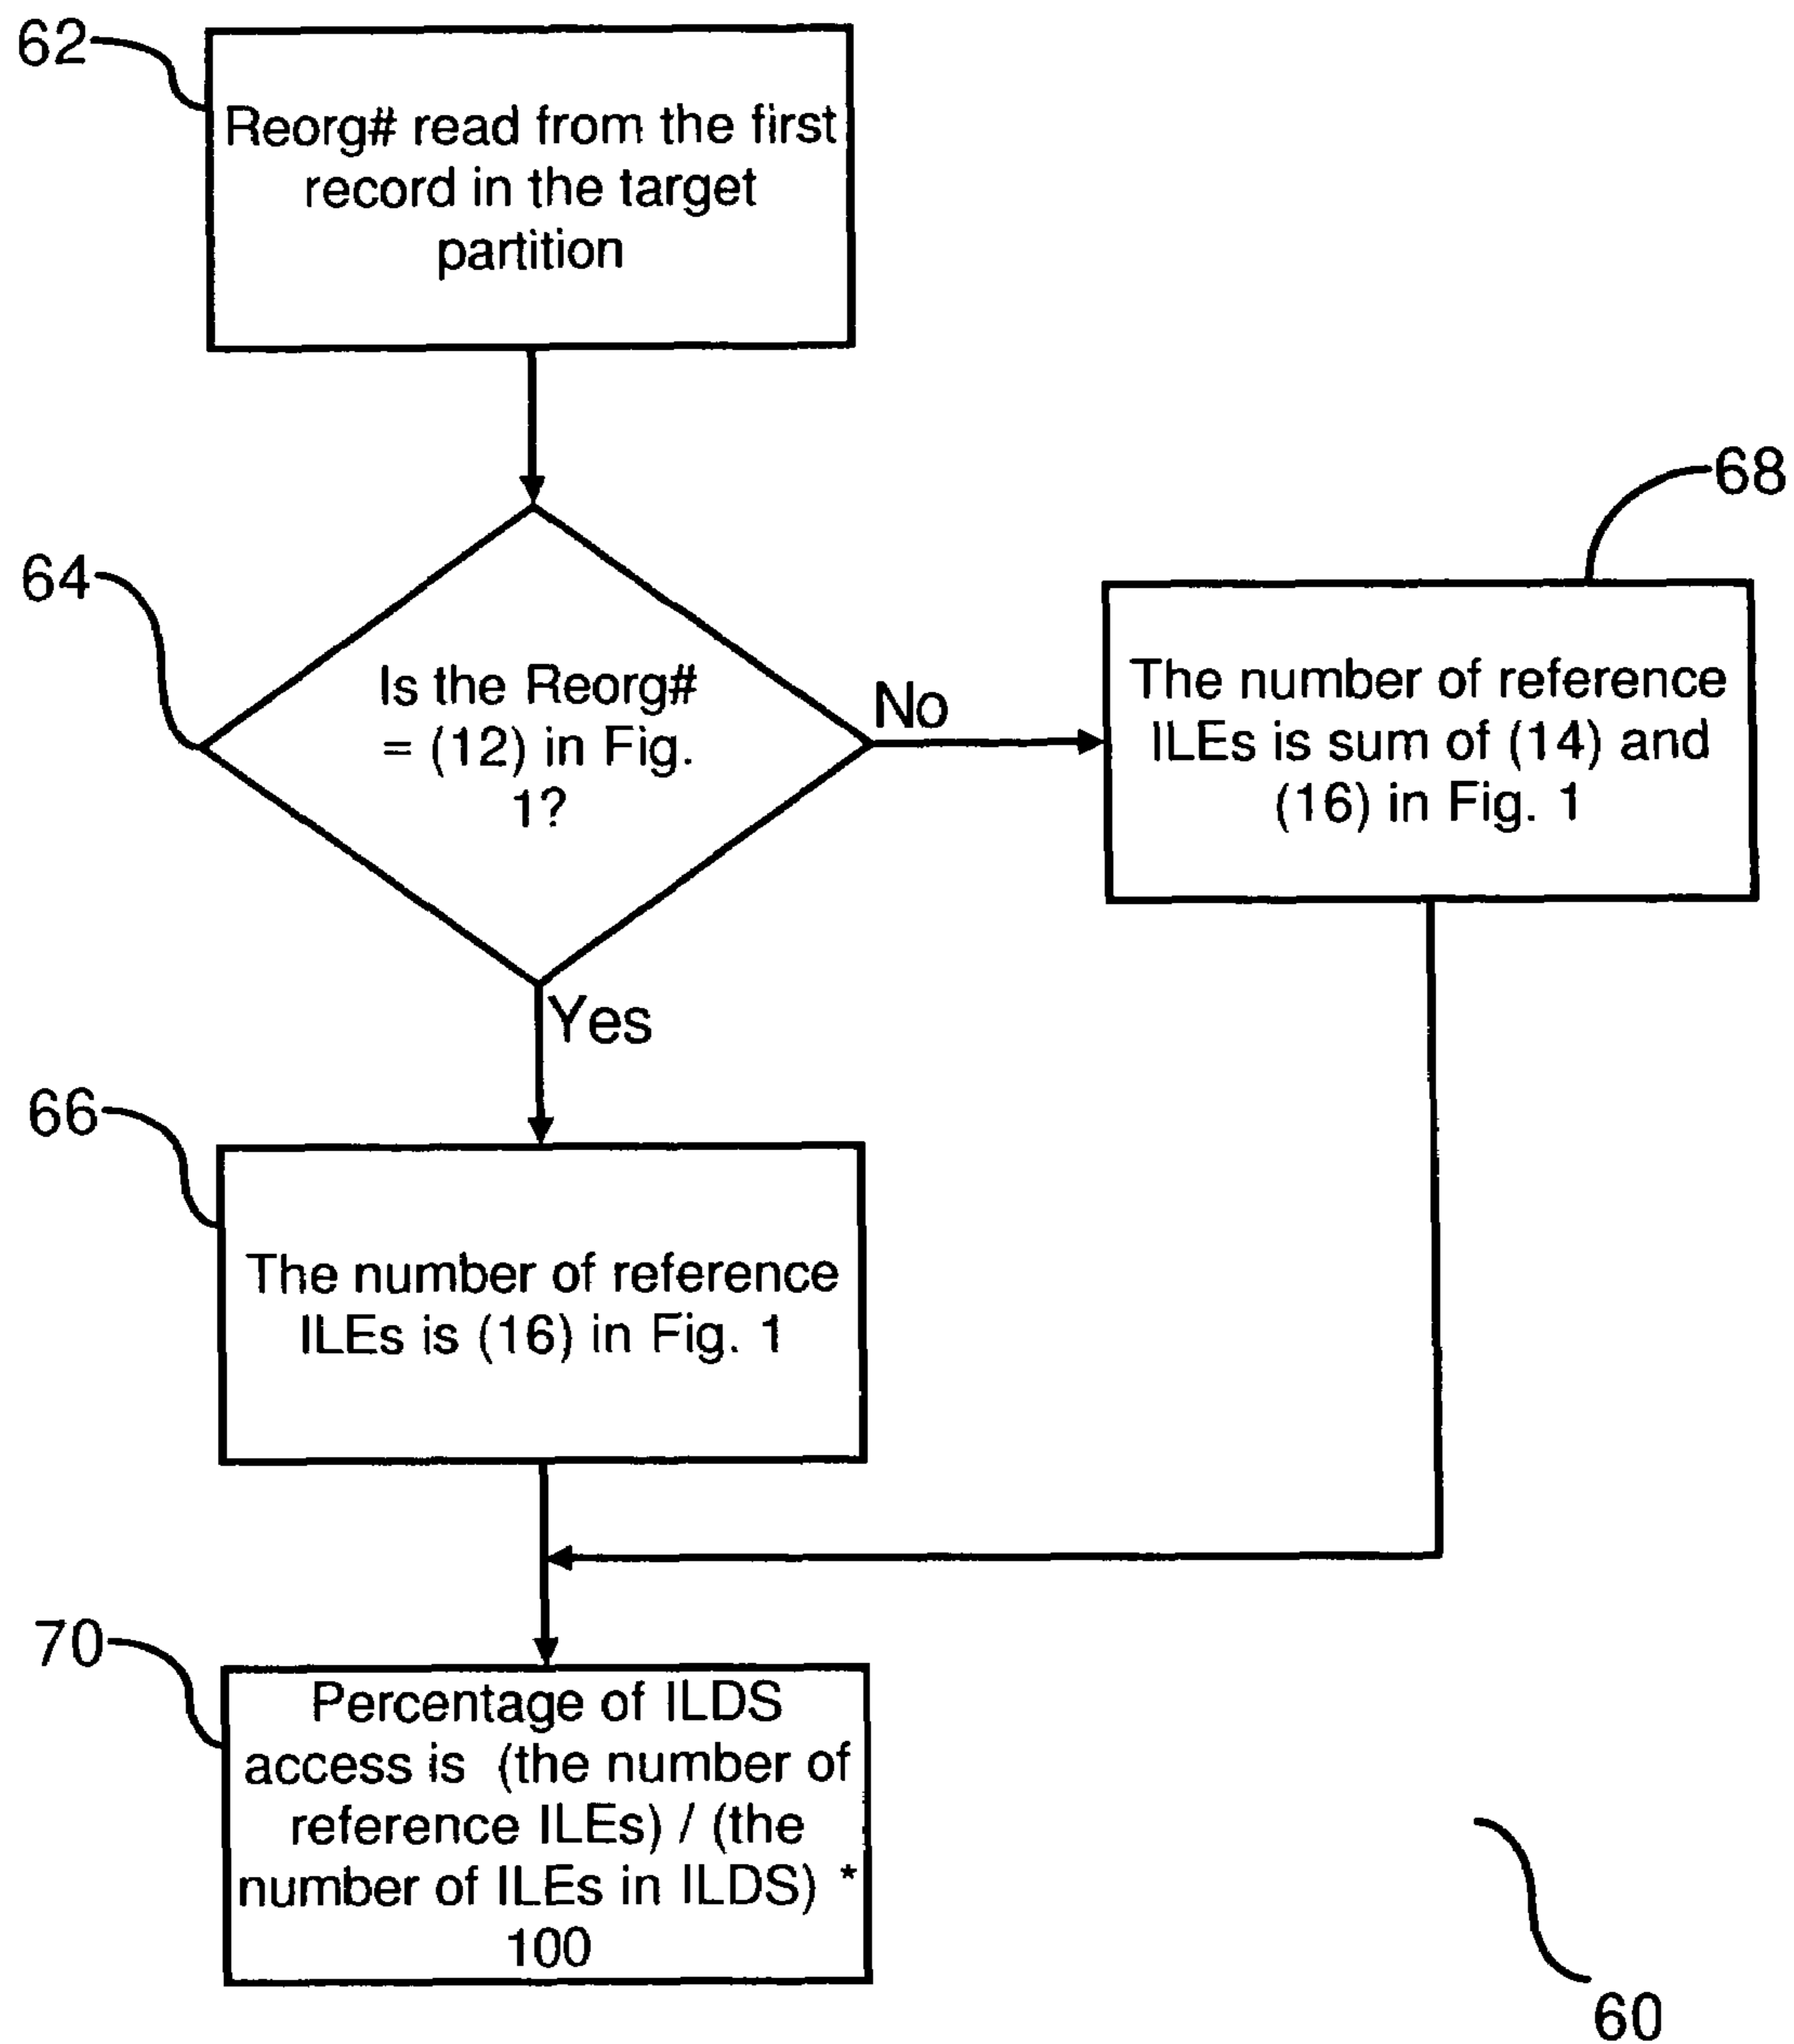 62
Reorg# read from the first
record in the target
partition
64
Is the Reorg#
= (12) in Fig.
1?
No
68
The number of reference
ILEs is sum of (14) and
(16) in Fig. 1
Yes
66
The number of reference
ILEs is (16) in Fig. 1
70
Percentage of ILDS
access is (the number of
reference ILEs) / (the
number of ILEs in ILDS) *
100
60